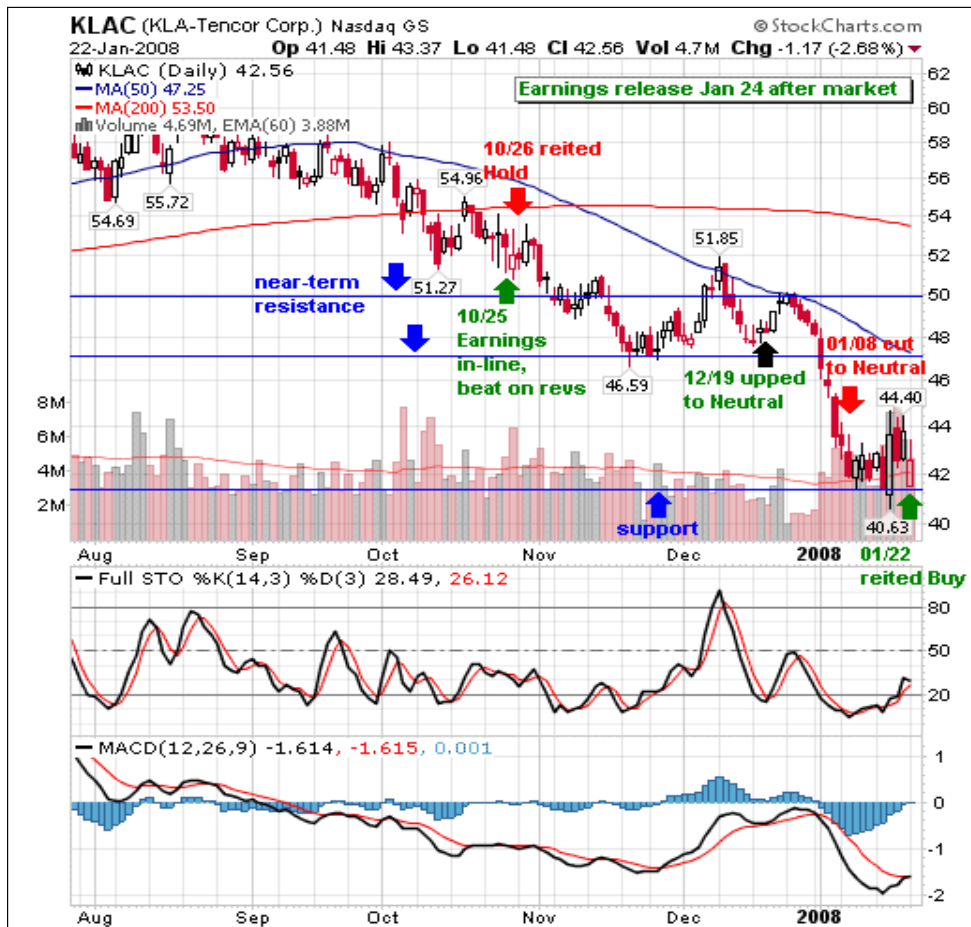 KLAC (KLA-Tencor Corp.) Nasdaq GS
© StockCharts.com
22-Jan-2008
Op 41.48 Hi 43.37 Lo 41.48 Cl 42.56 Vol 4.7M Chg -1.17 (-2.68%)
KLAC (Daily) 42.56
MA(50) 47.25
MA(200) 53.50
Volume 4.69M, EMA(60) 3.88M
Earnings release Jan 24 after market
10/26 reited
Hold
54.96
54.69
55.72
51.27
51.85
near-term
resistance
10/25
Earnings
in-line,
beat on revs
46.59
12/19 upped
to Neutral
01/08 cut
to Neutral
44.40
support
40.63
01/22
reited Buy
62
60
58
56
54
52
50
48
46
44
42
40
8M
6M
4M
2M
Aug Sep Oct Nov Dec 2008
Full STO %K(14,3) %D(3) 28.49, 26.12
80
50
20
MACD(12,26,9) -1.614, -1.615, 0.001
1
0
-1
-2
Aug Sep Oct Nov Dec 2008